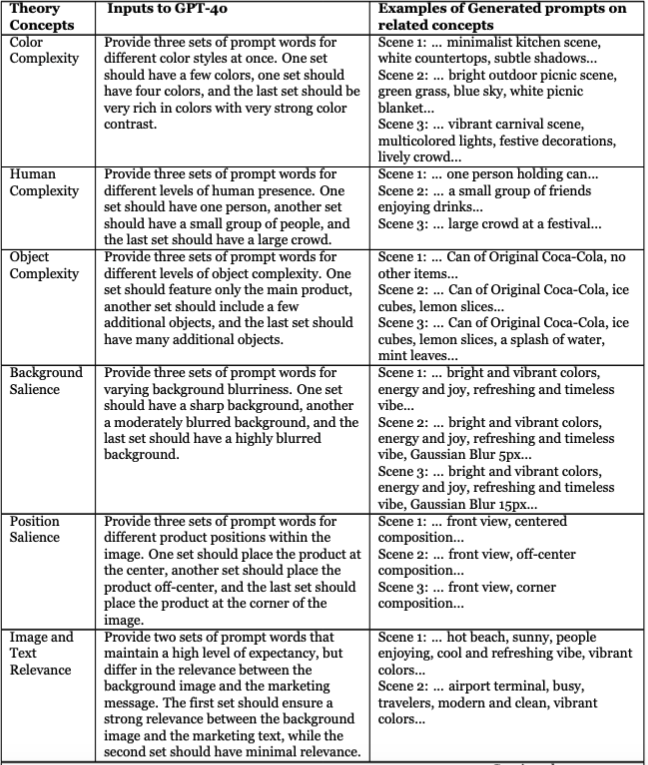 Theory Concepts
Inputs to GPT-4o
Examples of Generated prompts on related concepts
Color Complexity
Provide three sets of prompt words for
different color styles at once. One set
should have a few colors, one set should
have four colors, and the last set should be
very rich in colors with very strong color
contrast.
Scene 1: ... minimalist kitchen scene,
white countertops, subtle shadows...
Scene 2: ... bright outdoor picnic scene,
green grass, blue sky, white picnic
blanket...
Scene 3: ... vibrant carnival scene,
multicolored lights, festive decorations,
lively crowd...
Human
Complexity
Provide three sets of prompt words for
different levels of human presence. One
set should have one person, another set
should have a small group of people, and
the last set should have a large crowd.
Scene 1: ... one person holding can...
Scene 2: ... a small group of friends
enjoying drinks...
Scene 3: ... large crowd at a festival...
Object
Complexity
Provide three sets of prompt words for
different levels of object complexity. One
set should feature only the main product,
another set should include a few
additional objects, and the last set should
have many additional objects.
Scene 1: ... Can of Original Coca-Cola, no
other items...
Scene 2: ... Can of Original Coca-Cola, ice
cubes, lemon slices...
Scene 3: ... Can of Original Coca-Cola, ice
cubes, lemon slices, a splash of water,
mint leaves...
Background
Salience
Provide three sets of prompt words for
varying background blurriness. One set
should have a sharp background, another
a moderately blurred background, and the
last set should have a highly blurred
background.
Scene 1: ... bright and vibrant colors,
energy and joy, refreshing and timeless
vibe...
Scene 2: ... bright and vibrant colors,
energy and joy, refreshing and timeless
vibe, Gaussian Blur 5px...
Scene 3: ... bright and vibrant colors,
energy and joy, refreshing and timeless
vibe, Gaussian Blur 15px...
Position
Salience
Provide three sets of prompt words for
different product positions within the
image. One set should place the product at
the center, another set should place the
product off-center, and the last set should
place the product at the corner of the
image.
Scene 1: ... front view, centered
composition...
Scene 2: ... front view, off-center
composition...
Scene 3: ... front view, corner
composition...
Image and
Text
Relevance
Provide two sets of prompt words that
maintain a high level of expectancy, but
differ in the relevance between the
background image and the marketing
message. The first set should ensure a
strong relevance between the background
image and the marketing text, while the
second set should have minimal relevance.
Scene 1: ... hot beach, sunny, people
enjoying, cool and refreshing vibe, vibrant
colors...
Scene 2: ... airport terminal, busy,
travelers, modern and clean, vibrant
colors...